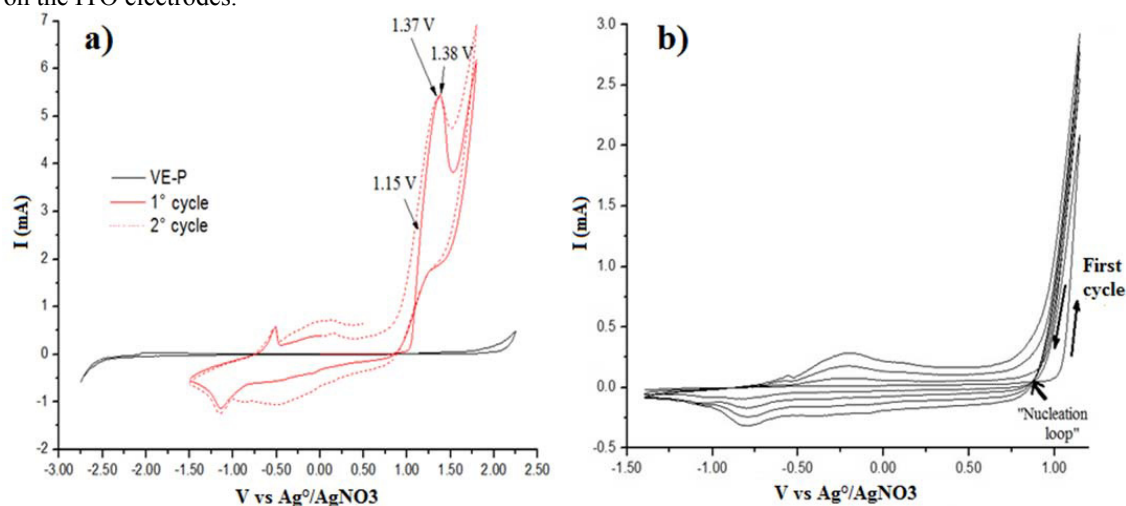 on the ITO electrodes.
a)
1.37 V
1.38 V
1.15 V
VE-P
1° cycle
2° cycle
I (mA)
7
6
5
4
3
2
1
0
-1
-2
-3.00 -2.50 -2.00 -1.50 -1.00 -0.50 0.00 0.50 1.00 1.50 2.00 2.50
V vs Ag°/AgNO3
b)
First
cycle
"Nucleation
loop"
I (mA)
3.0
2.5
2.0
1.5
1.0
0.5
0.0
-0.5
-1.50 -1.00 -0.50 0.00 0.50 1.00
V vs Ag°/AgNO3